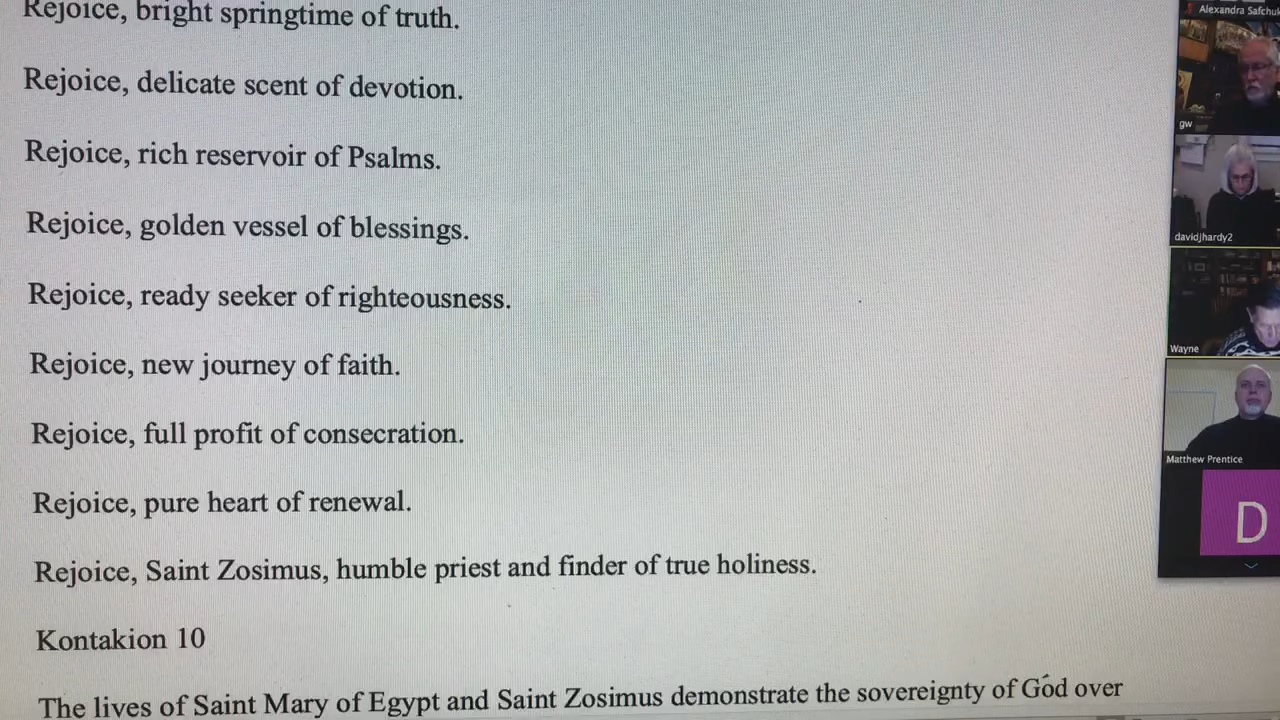 Rejoice, bright springtime of truth.
Rejoice, delicate scent of devotion.
Rejoice, rich reservoir of Psalms.
Rejoice, golden vessel of blessings.
Rejoice, ready seeker of righteousness.
Rejoice, new journey of faith.
Rejoice, full profit of consecration.
Rejoice, pure heart of renewal.
Rejoice, Saint Zosimus, humble priest and finder of true holiness.
Kontakion 10
The lives of Saint Mary of Egypt and Saint Zosimus demonstrate the sovereignty of God over
Alexandra Safchuk
gw
davidjhardy2
Wayne
Matthew Prentice
D